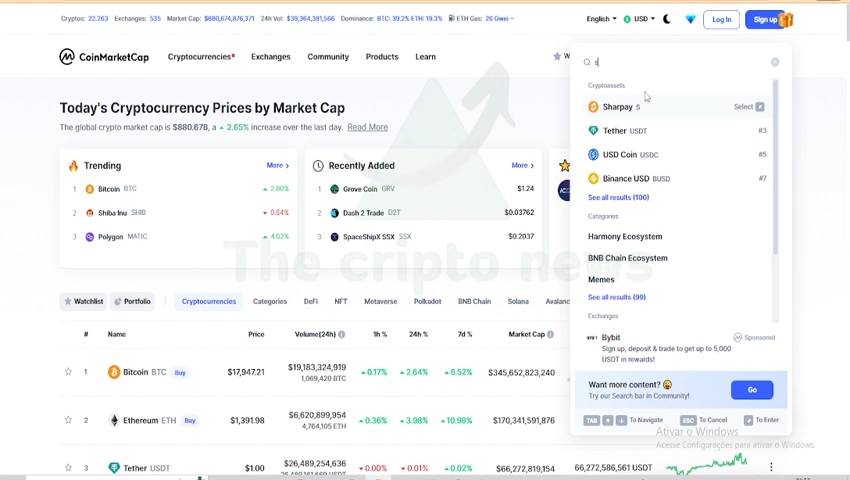 Cryptos: 22,263 Exchanges: 535 Market Cap: $880,674,876,371 24h Vol: $39,364,381,566 Dominance: BTC: 39.2% ETH: 19.3% ETH Gas: 26 Gwei
English USD Log In Sign up
CoinMarketCap Cryptocurrencies Exchanges Community Products Learn W
s
Cryptoassets
Sharpay S Select
Tether USDT #3
USD Coin USDC #5
Binance USD BUSD #7
See all results (100)
Categories
Harmony Ecosystem
BNB Chain Ecosystem
Memes
See all results (99)
Exchanges
Bybit Sponsored
Sign up, deposit & trade to get up to 5,000
USDT in rewards!
Want more content?
Try our Search bar in Community!
Go
TAB To Navigate ESC To Cancel To Enter
Today's Cryptocurrency Prices by Market Cap
The global crypto market cap is $880.67B, a 2.65% increase over the last day. Read More
Trending More
1 Bitcoin BTC 2.80%
2 Shiba Inu SHIB 0.64%
3 Polygon MATIC 4.02%
Recently Added More
1 Grove Coin GRV $1.24
2 Dash 2 Trade D2T $0.03762
3 SpaceShipX SSX $0.2037
The cripto news
Watchlist Portfolio Cryptocurrencies Categories DeFi NFT Metaverse Polkadot BNB Chain Solana Avalanc
# Name Price Volume(24h) 1h % 24h % 7d % Market Cap
1 Bitcoin BTC Buy $17,947.21 $19,183,324,919 0.17% 2.64% 6.52% $345,652,823,240
1,069,420 BTC
2 Ethereum ETH Buy $1,391.98 $6,620,899,954 0.36% 3.98% 10.98% $170,341,591,876
4,764,105 ETH
3 Tether USDT $1.00 $26,489,254,636 0.00% 0.01% 0.02% $66,272,819,154 66,272,586,561 USDT
Ativar o Windows
Acesse Configurações para ativar o Windows.